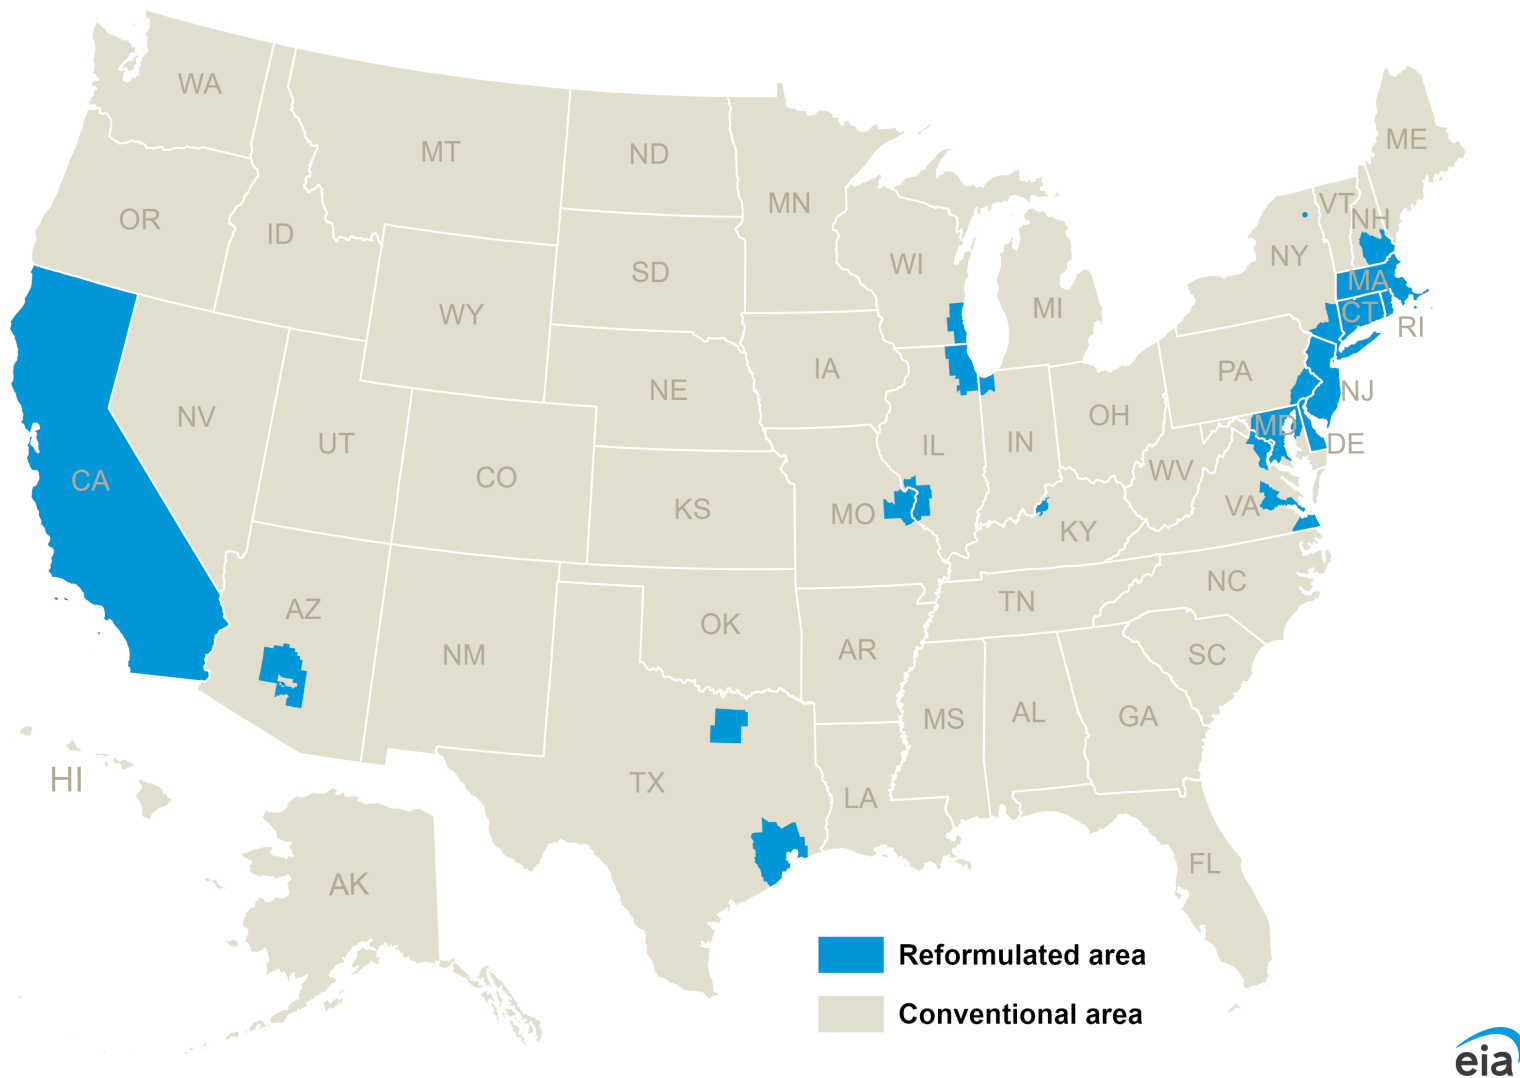 WA
MT
ND
MN
ME
OR
ID
SD
WI
MI
VT
NH
NY
MA
CT
RI
WY
IA
NE
PA
NJ
NV
UT
CO
IL
IN
OH
MD
DE
CA
KS
MO
WV
VA
KY
AZ
NM
OK
AR
TN
NC
SC
MS
AL
GA
HI
TX
LA
FL
AK
Reformulated area
Conventional area
eia